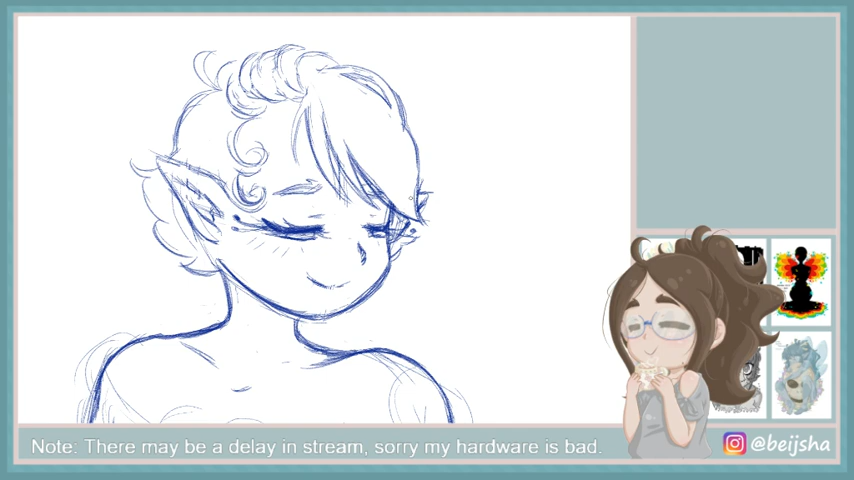 Note: There may be a delay in stream, sorry my hardware is bad.
@beijsha